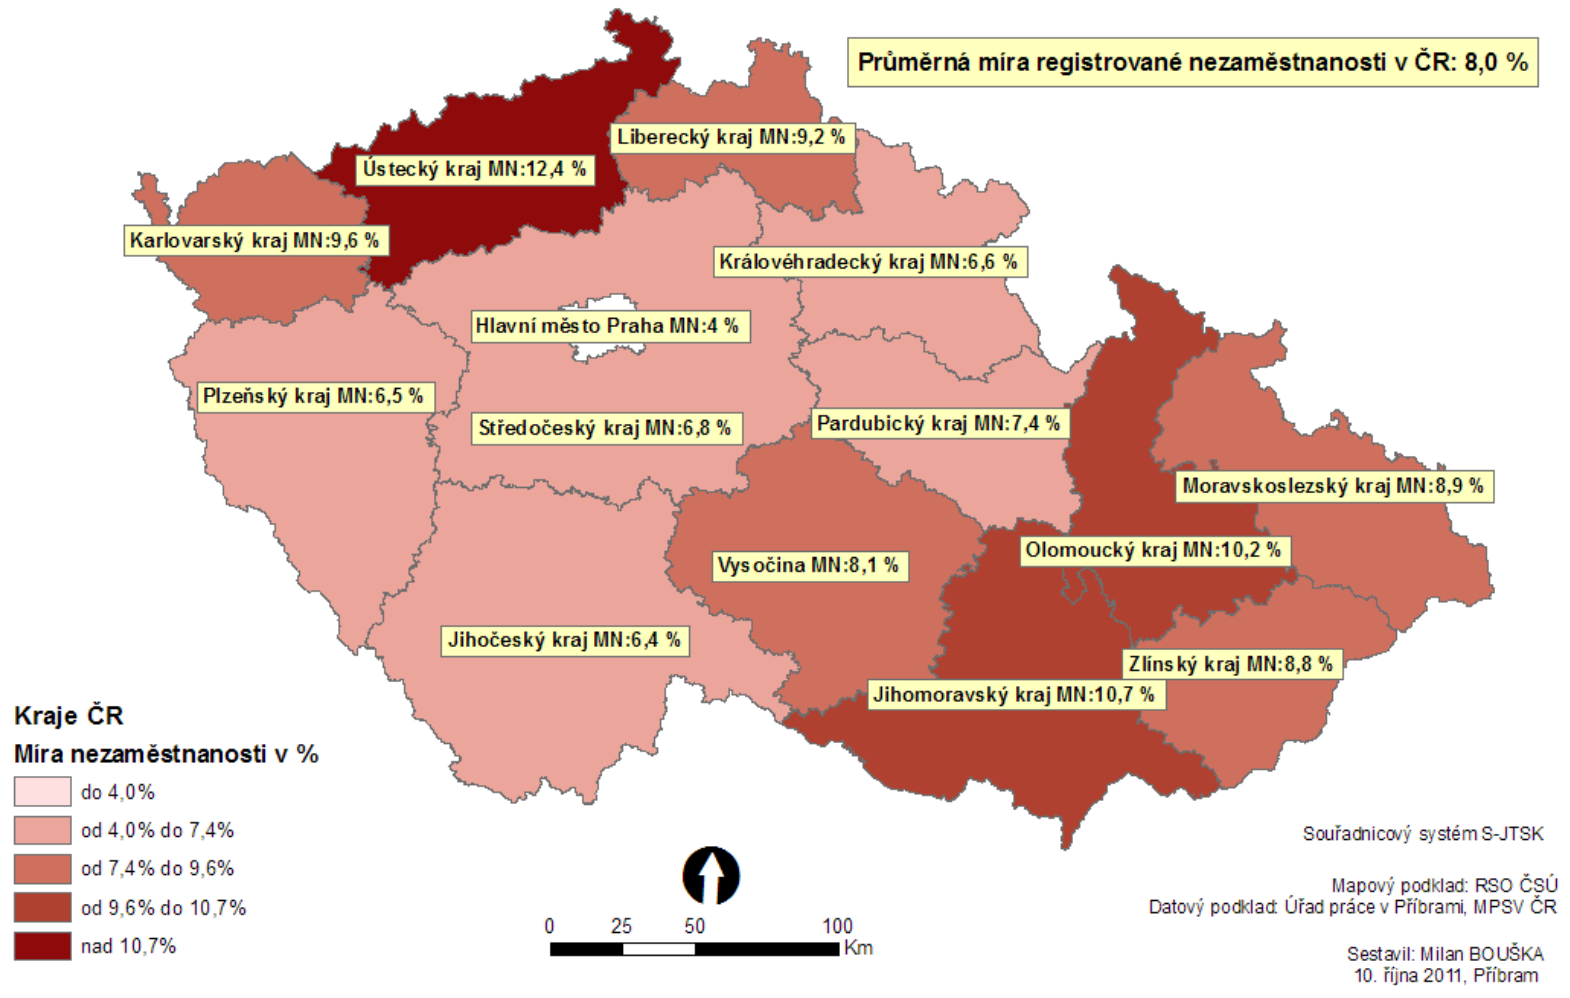 Průměrná míra registrované nezaměstnanosti v ČR: 8,0 %
Liberecký kraj MN:9,2 %
Ústecký kraj MN:12,4 %
Karlovarský kraj MN:9,6 %
Královéhradecký kraj MN:6,6 %
Hlavní město Praha MN:4 %
Plzeňský kraj MN:6,5 %
Středočeský kraj MN:6,8 %
Pardubický kraj MN:7,4 %
Moravskoslezský kraj MN:8,9 %
Olomoucký kraj MN:10,2 %
Vysočina MN:8,1 %
Jihočeský kraj MN:6,4 %
Zlínský kraj MN:8,8 %
Jihomoravský kraj MN:10,7 %
Kraje ČR
Míra nezaměstnanosti v %
do 4,0%
od 4,0% do 7,4%
od 7,4% do 9,6%
od 9,6% do 10,7%
nad 10,7%
0 25 50 100
Km
Souřadnicový systém S-JTSK
Mapový podklad: RSO ČSÚ
Datový podklad: Úřad práce v Příbrami, MPSV ČR
Sestavil: Milan BOUŠKA
10. října 2011, Příbram